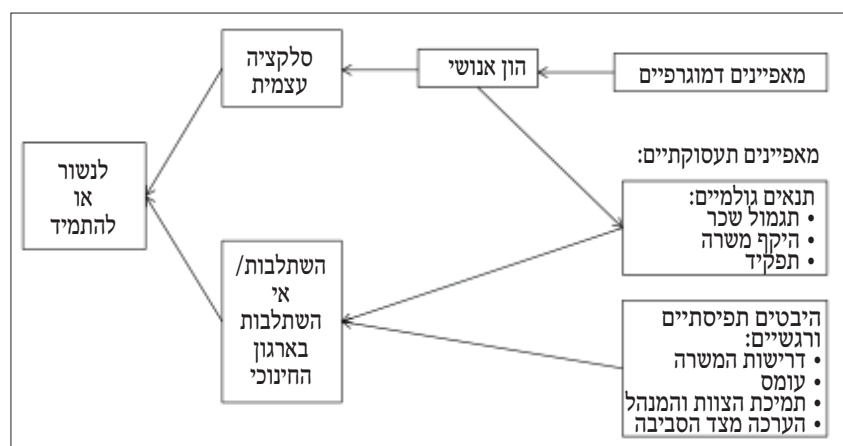 מאפיינים דמוגרפיים
הון אנושי
סלקציה
עצמית
לנשור
או
להתמיד
מאפיינים תעסוקתיים:
תנאים גולמיים:
• תגמול שכר
• היקף משרה
• תפקיד
השתלבות/
אי
השתלבות
בארגון
החינוכי
היבטים תפיסתיים
ורגשיים:
• דרישות המשרה
• עומס
• תמיכת הצוות והמנהל
• הערכה מצד הסביבה